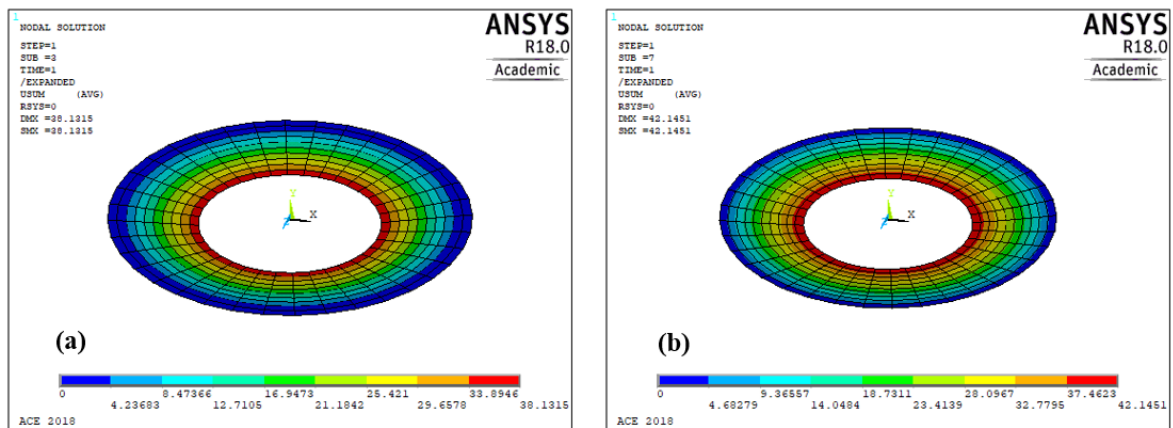 1
NODAL SOLUTION
STEP=1
SUB =3
TIME=1
/EXPANDED
USUM (AVG)
RSYS=0
DMX =38.1315
SMX =38.1315
ANSYS
R18.0
Academic
Y
X
Z
(a)
0 8.47366 16.9473 25.421 33.8946
4.23683 12.7105 21.1842 29.6578 38.1315
ACE 2018
1
NODAL SOLUTION
STEP=1
SUB =7
TIME=1
/EXPANDED
USUM (AVG)
RSYS=0
DMX =42.1451
SMX =42.1451
ANSYS
R18.0
Academic
Y
X
Z
(b)
0 9.36557 18.7311 28.0967 37.4623
4.68279 14.0484 23.4139 32.7795 42.1451
ACE 2018